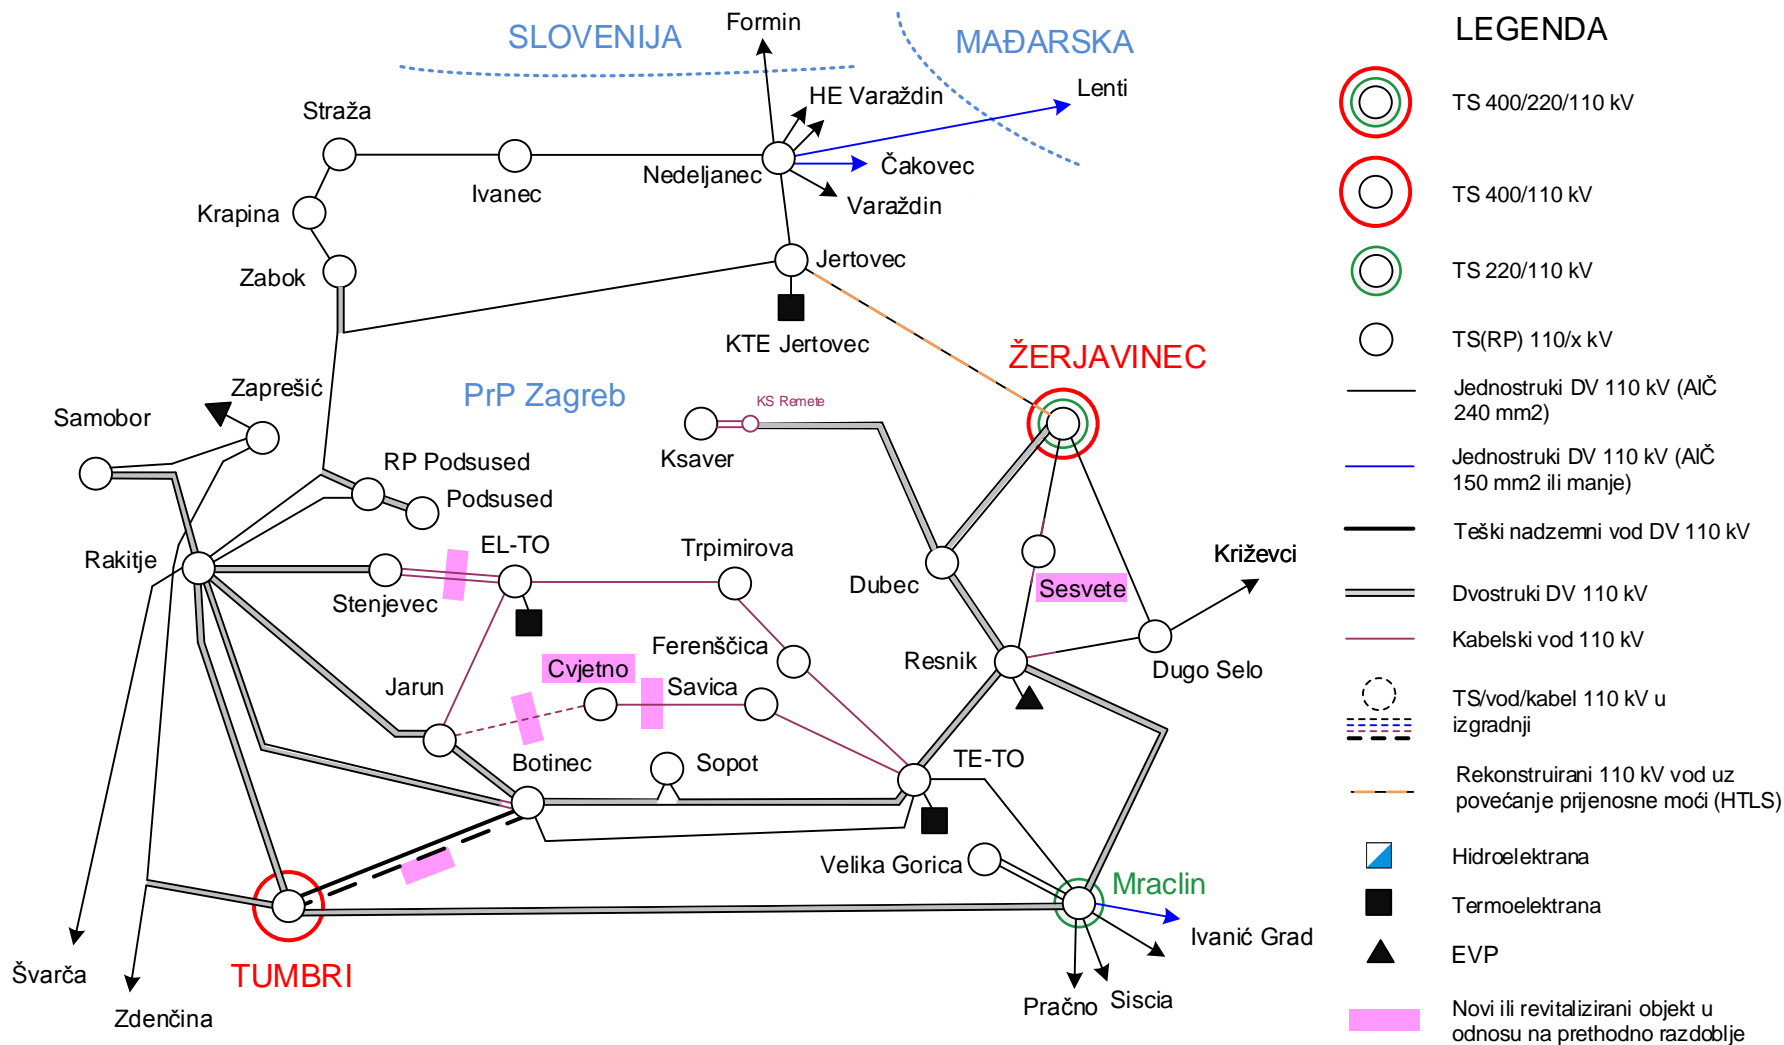 Formin
SLOVENIJA
MAĐARSKA
HE Varaždin
Lenti
Straža
Ivanec
Nedeljanec
Čakovec
Varaždin
Krapina
Zabok
Jertovec
KTE Jertovec
ŽERJAVINEC
PrP Zagreb
Zaprešić
Samobor
KS Remete
Ksaver
RP Podsused
Podsused
Rakitje
EL-TO
Stenjevec
Trpimirova
Dubec
Sesvete
Križevci
Ferenščica
Resnik
Dugo Selo
Cvjetno
Savica
Jarun
Botinec
Sopot
TE-TO
Velika Gorica
Mraclin
Ivanić Grad
Siscia
Pračno
TUMBRI
Švarča
Zdenčina
LEGENDA
TS 400/220/110 kV
TS 400/110 kV
TS 220/110 kV
TS(RP) 110/x kV
Jednostruki DV 110 kV (AlČ
240 mm2)
Jednostruki DV 110 kV (AlČ
150 mm2 ili manje)
Teški nadzemni vod DV 110 kV
Dvostruki DV 110 kV
Kabelski vod 110 kV
TS/vod/kabel 110 kV u
izgradnji
Rekonstruirani 110 kV vod uz
povećanje prijenosne moći (HTLS)
Hidroelektrana
Termoelektrana
EVP
Novi ili revitalizirani objekt u
odnosu na prethodno razdoblje